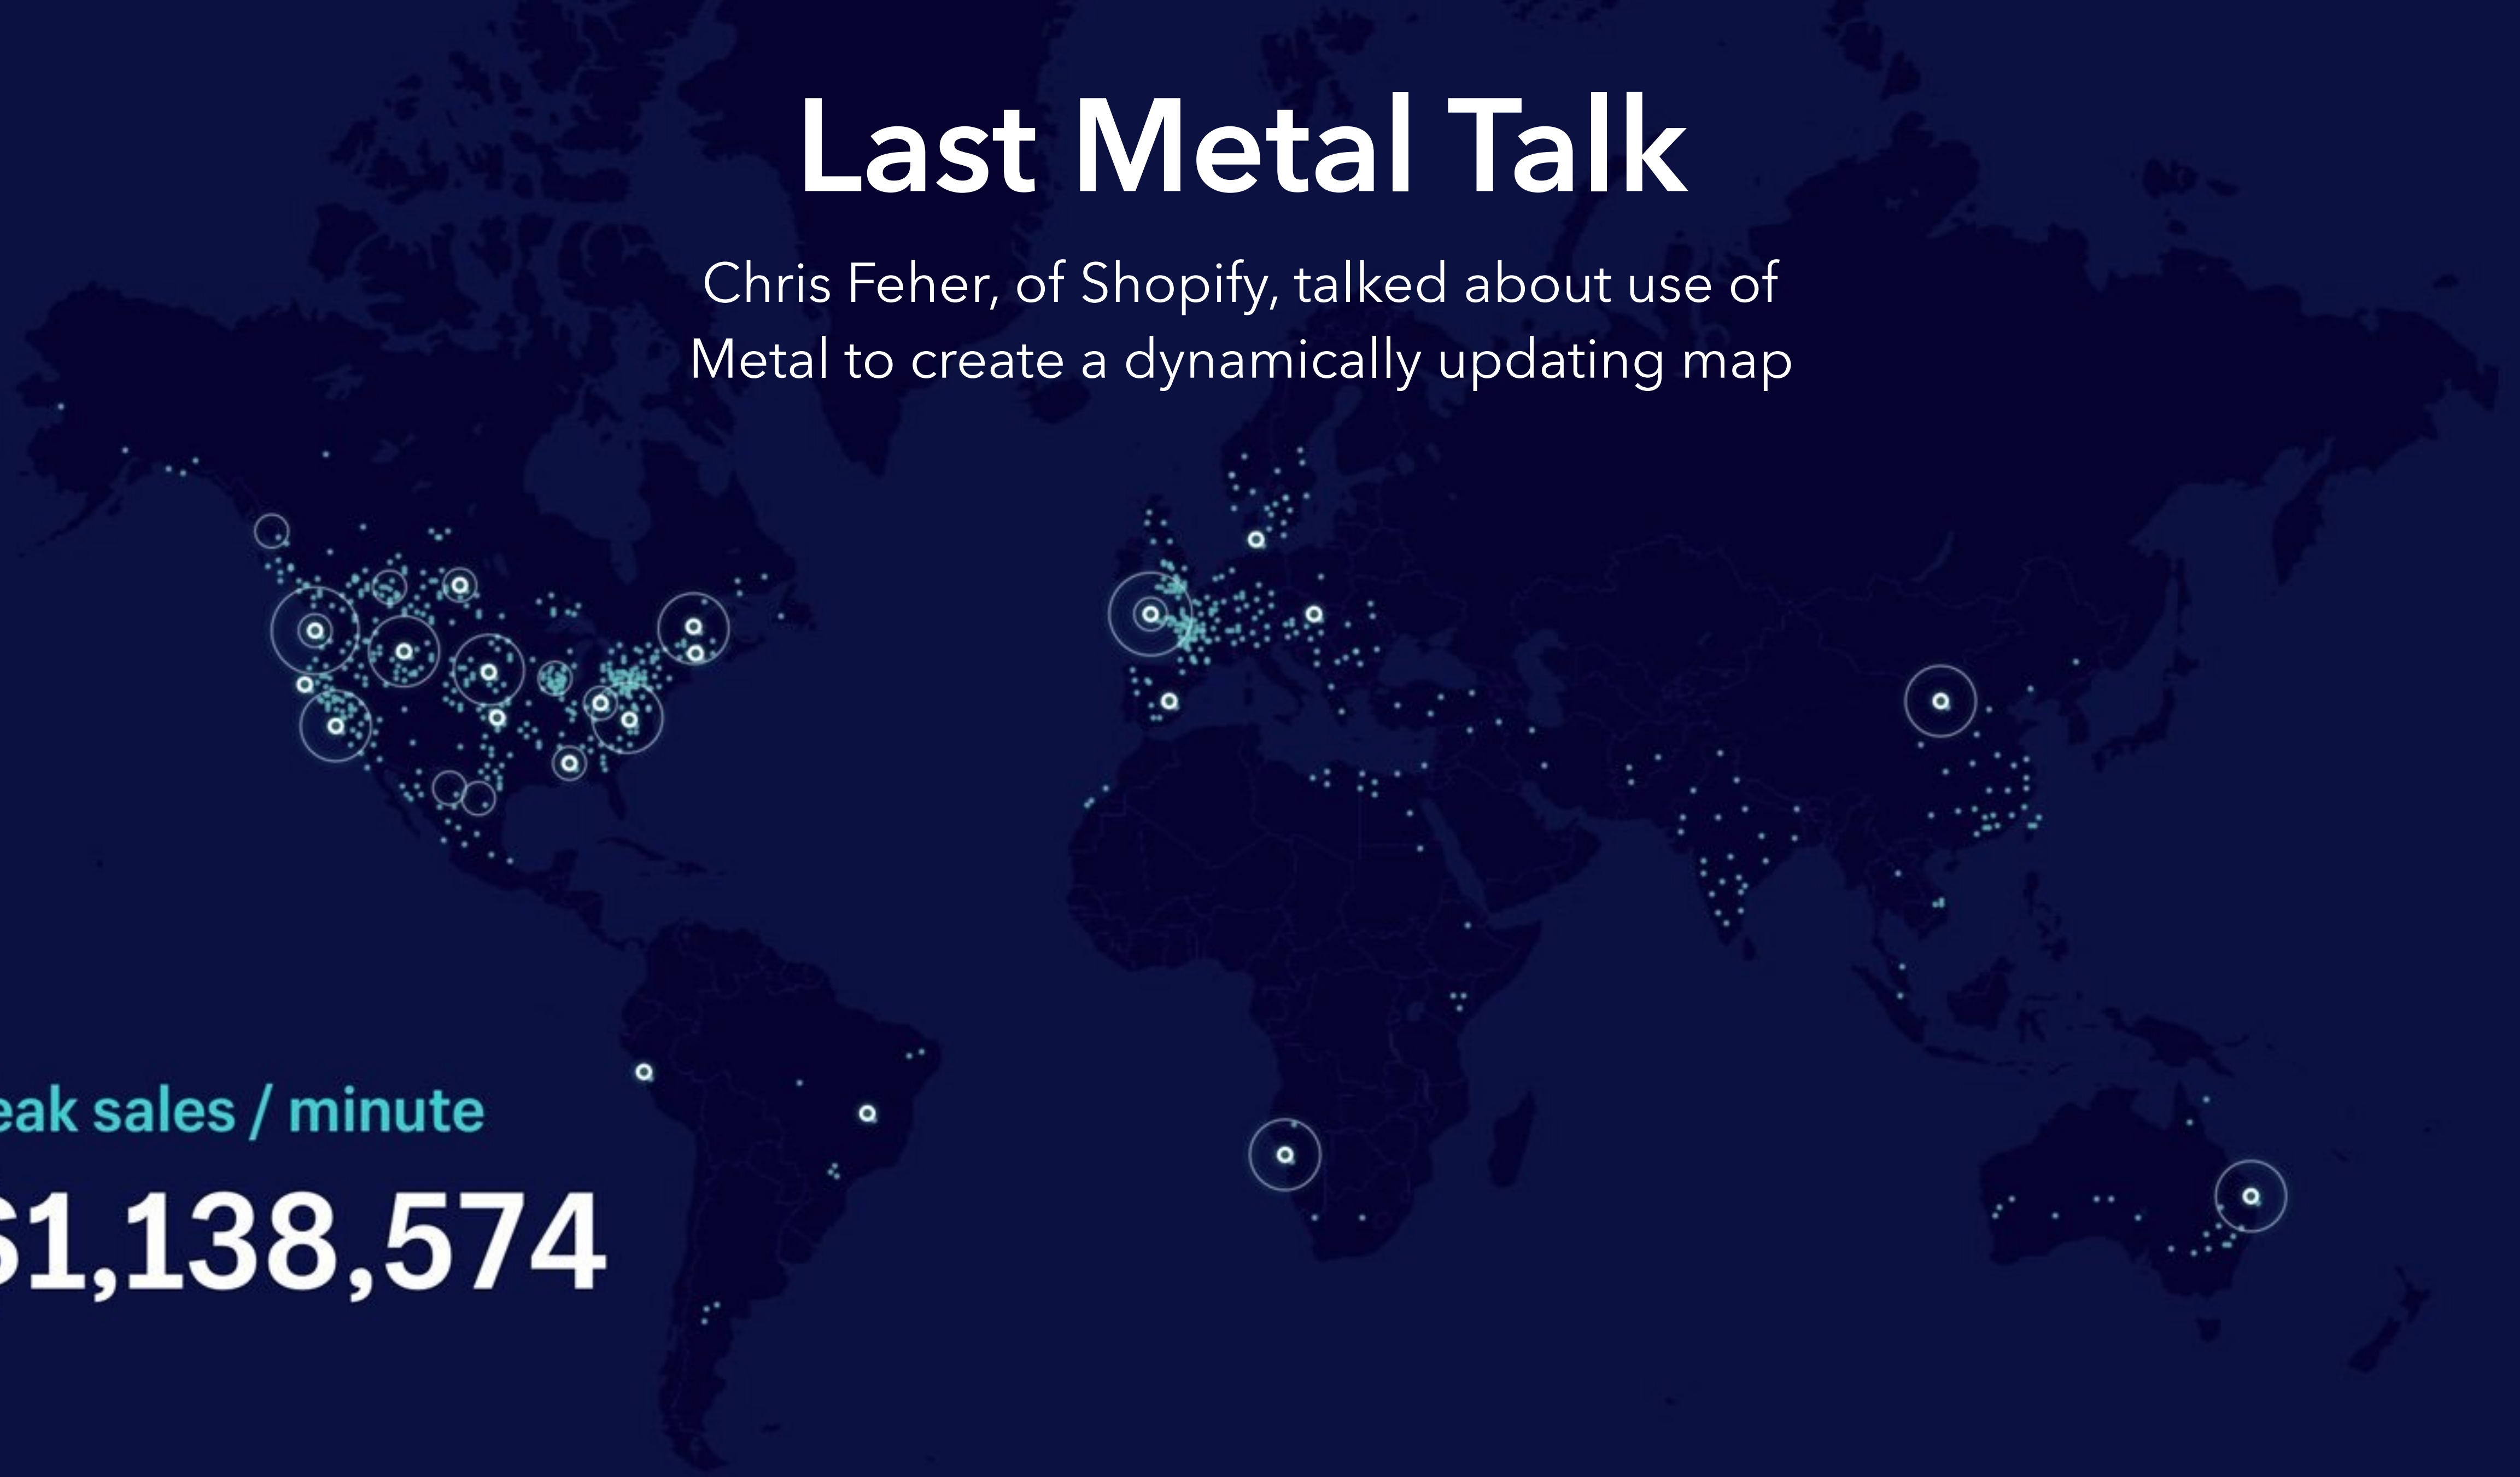 Last Metal Talk
Chris Feher, of Shopify, talked about use of
Metal to create a dynamically updating map
eak sales / minute
$1,138,574